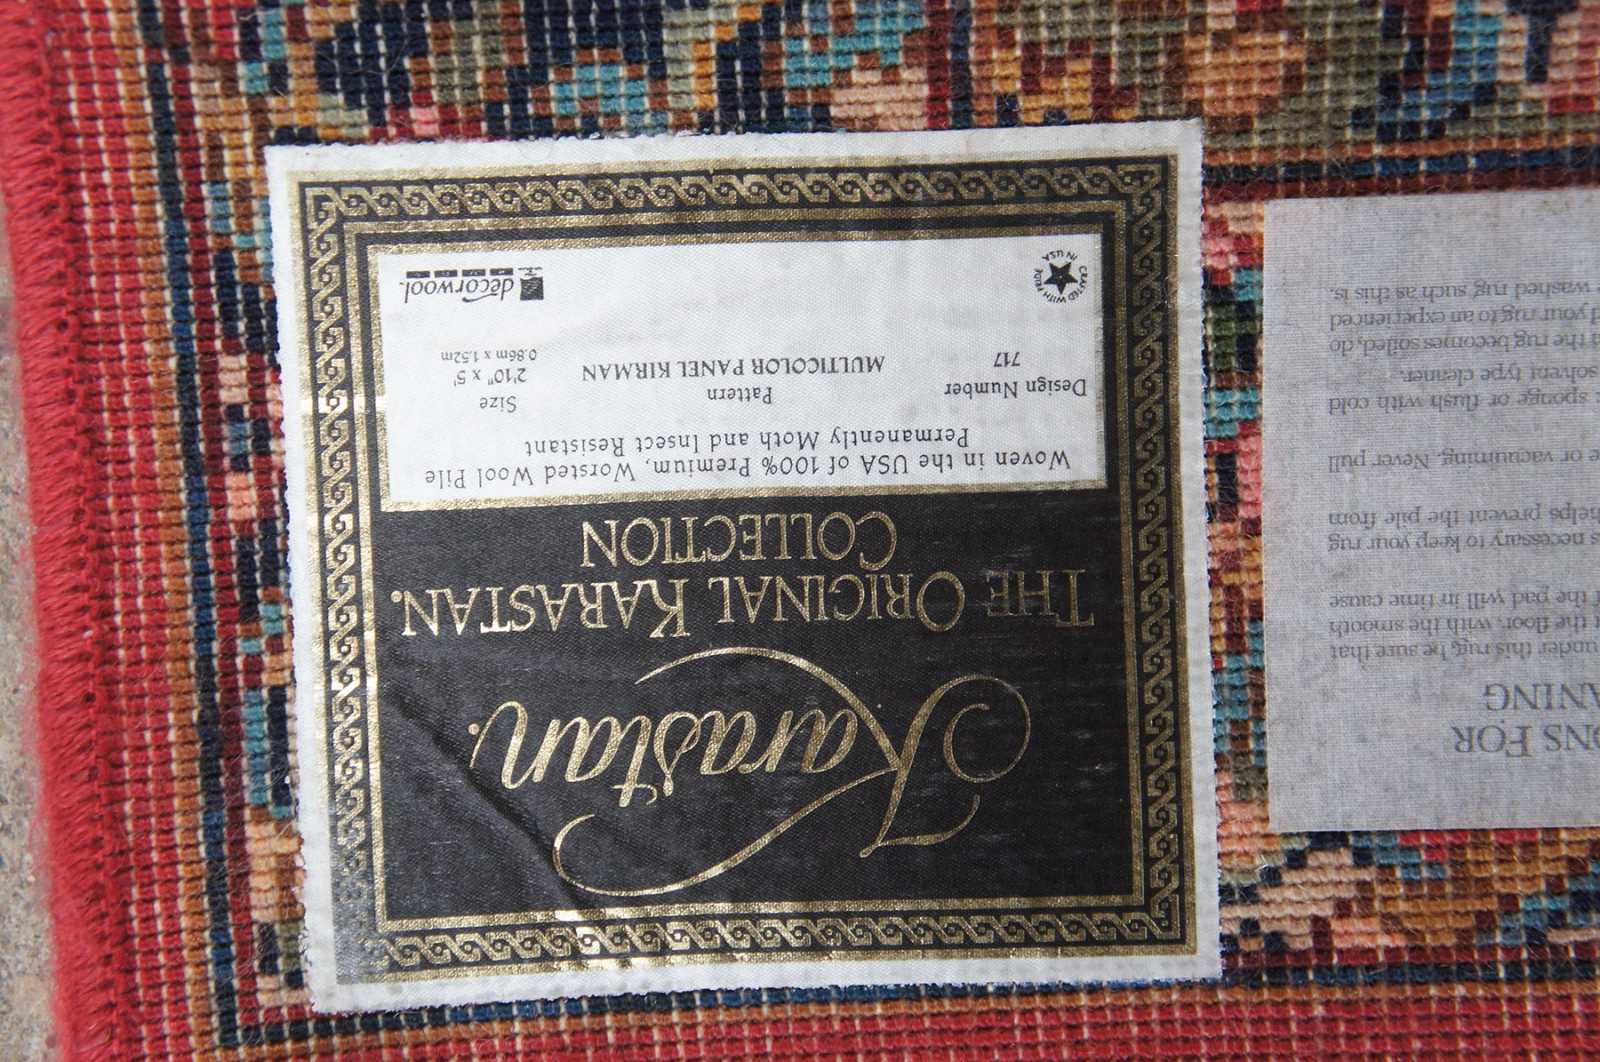 Karastan.
THE ORIGINAL KARASTAN.
COLLECTION
Woven in the USA of 100% Premium, Worsted Wool Pile
Permanently Moth and Insect Resistant
Design Number Pattern Size
717 MULTICOLOR PANEL KIRMAN 2'10" x 5'
0.86m x 1.52m
CRAFTED WITH PRIDE IN USA
decorwool
ONS FOR
ANING
under this rug be sure that
the floor, with the smooth
f the pad will in time cause
s necessary to keep your rug
helps prevent the pile from
e or vacuuming. Never pull
sponge or flush with cold
solvent type cleaner.
the rug becomes soiled, do
d your rug to an experienced
washed rug such as this is.